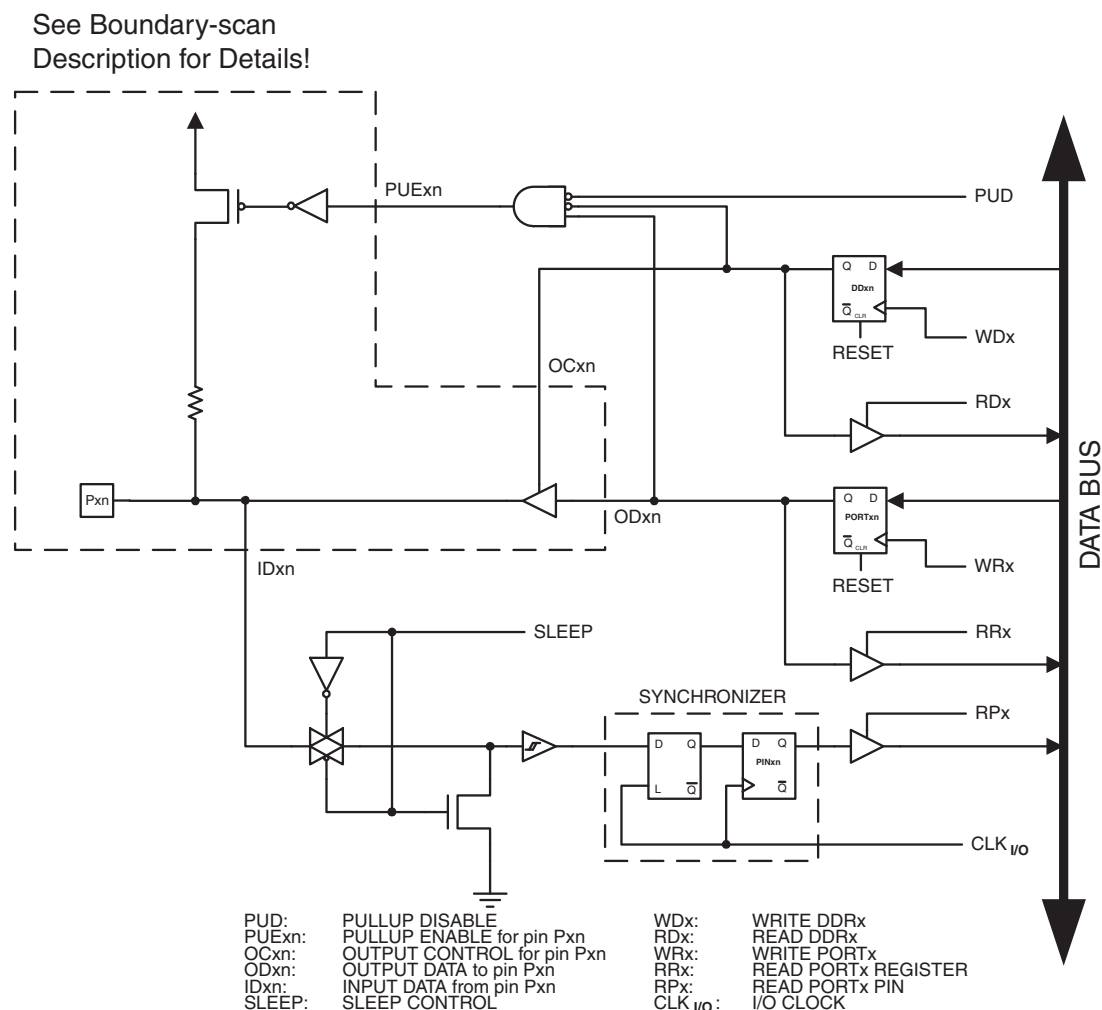 See Boundary-scan
Description for Details!
PUExn
PUD
Q D
DDxn
Q CLR
WDx
RESET
OCxn
RDx
Pxn
ODxn
Q D
PORTxn
Q CLR
IDxn
WRx
RESET
DATA BUS
SLEEP
RRx
SYNCHRONIZER
RPx
D Q
L Q
D Q
PINxn
Q
CLK I/O
PUD: PULLUP DISABLE
PUExn: PULLUP ENABLE for pin Pxn
OCxn: OUTPUT CONTROL for pin Pxn
ODxn: OUTPUT DATA to pin Pxn
IDxn: INPUT DATA from pin Pxn
SLEEP: SLEEP CONTROL
WDx: WRITE DDRx
RDx: READ DDRx
WRx: WRITE PORTx
RRx: READ PORTx REGISTER
RPx: READ PORTx PIN
CLK I/O: I/O CLOCK